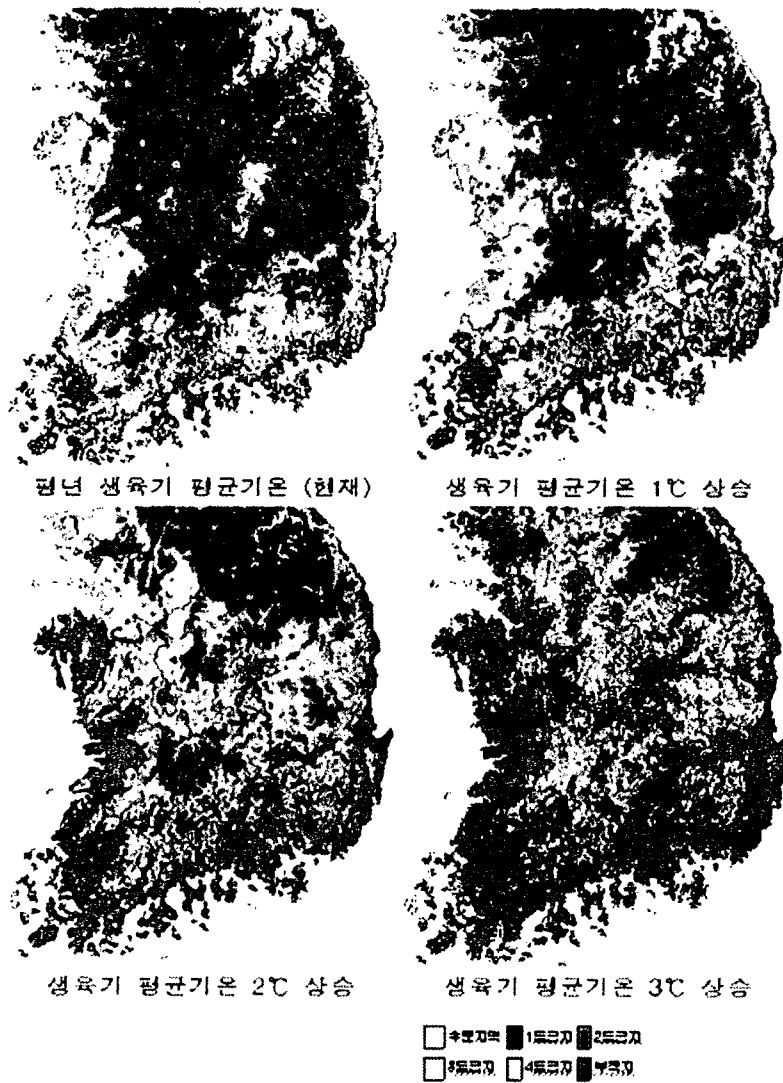 평년 생육기 평균기온 (현재)
생육기 평균기온 1℃ 상승
생육기 평균기온 2℃ 상승
생육기 평균기온 3℃ 상승
1등급지 2등급지
3등급지 4등급지